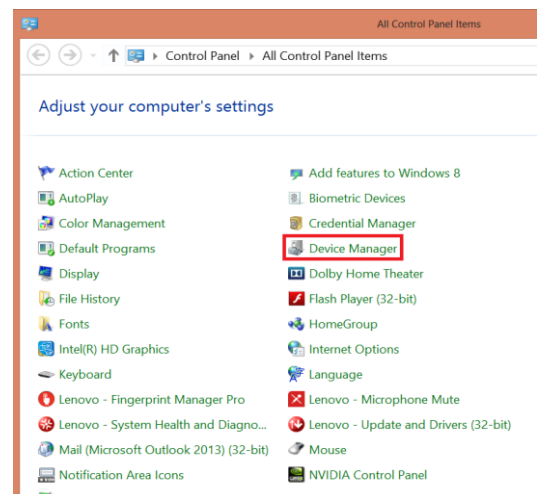 All Control Panel Items
Control Panel All Control Panel Items
Adjust your computer's settings
Action Center
Add features to Windows 8
AutoPlay
Biometric Devices
Color Management
Credential Manager
Default Programs
Device Manager
Display
Dolby Home Theater
File History
Flash Player (32-bit)
Fonts
HomeGroup
Intel(R) HD Graphics
Internet Options
Keyboard
Language
Lenovo - Fingerprint Manager Pro
Lenovo - Microphone Mute
Lenovo - System Health and Diagno...
Lenovo - Update and Drivers (32-bit)
Mail (Microsoft Outlook 2013) (32-bit)
Mouse
Notification Area Icons
NVIDIA Control Panel